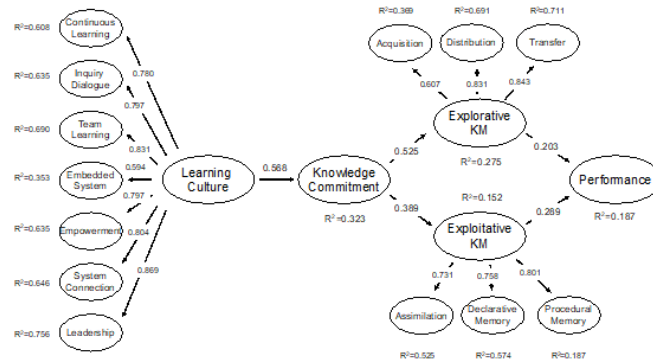 R²=0.369
R²=0.691
R²=0.711
R²=0.608
Continuous
Learning
Acquisition
Distribution
Transfer
0.780
0.607
0.831
0.843
R²=0.635
Inquiry
Dialogue
0.797
Explorative
KM
R²=0.690
Team
Learning
0.831
0.525
R²=0.275
0.203
R²=0.353
Embedded
System
0.594
Learning
Culture
0.568
Knowledge
Commitment
Performance
0.797
R²=0.323
0.389
R²=0.152
0.289
R²=0.187
R²=0.635
Empowerment
0.804
Exploitative
KM
R²=0.646
System
Connection
0.869
0.731
0.758
0.801
R²=0.756
Leadership
Assimilation
Declarative
Memory
Procedural
Memory
R²=0.525
R²=0.574
R²=0.187